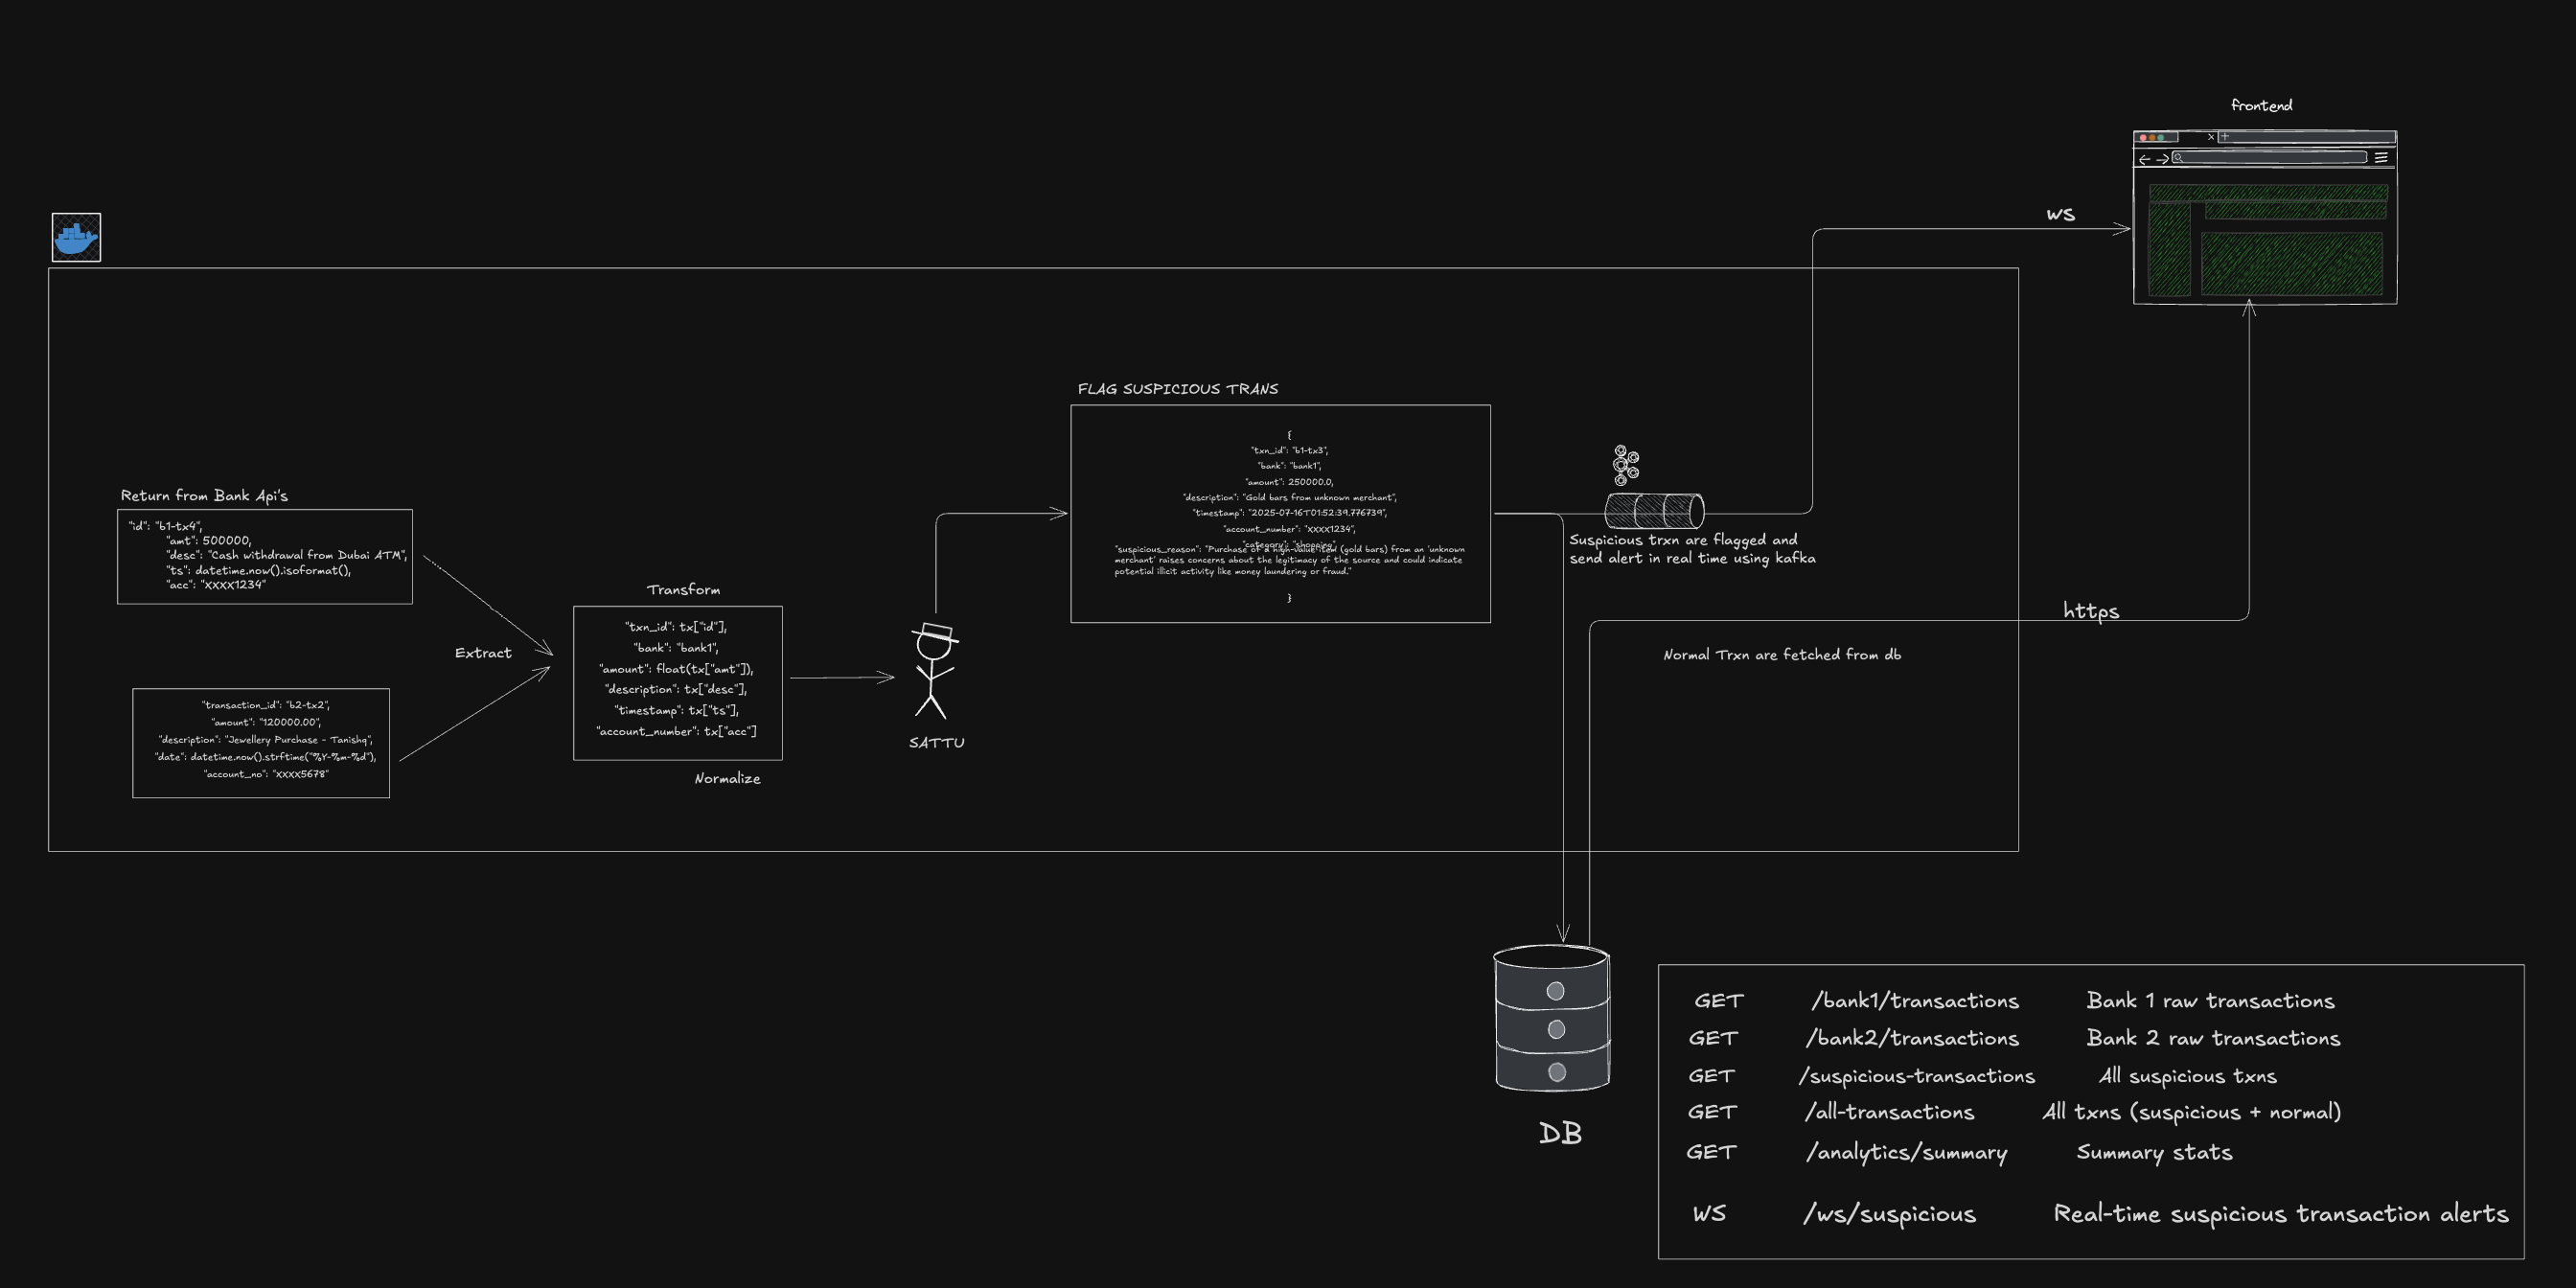 frontend
WS
FLAG SUSPICIOUS TRANS
{
"txn_id": "b1-tx3",
"bank": "bank1",
"amount": 250000.0,
"description": "Gold bars from unknown merchant",
"timestamp": "2025-07-16T01:52:39.776739",
"account_number": "XXXX1234",
"category": "shopping"
"suspicious_reason": "Purchase of a high-value item (gold bars) from an 'unknown
merchant' raises concerns about the legitimacy of the source and could indicate
potential illicit activity like money laundering or fraud."
}
Suspicious trxn are flagged and
send alert in real time using kafka
Return from Bank Api's
"id": "b1-tx4",
"amt": 500000,
"desc": "Cash withdrawal from Dubai ATM",
"ts": datetime.now().isoformat(),
"acc": "XXXX1234"
Extract
"transaction_id": "b2-tx2",
"amount": "120000.00",
"description": "Jewellery Purchase - Tanishq",
"date": datetime.now().strftime("%Y-%m-%d"),
"account_no": "XXXX5678"
Transform
"txn_id": tx["id"],
"bank": "bank1",
"amount": float(tx["amt"]),
"description": tx["desc"],
"timestamp": tx["ts"],
"account_number": tx["acc"]
Normalize
SATTU
https
Normal Trxn are fetched from db
DB
GET /bank1/transactions Bank 1 raw transactions
GET /bank2/transactions Bank 2 raw transactions
GET /suspicious-transactions All suspicious txns
GET /all-transactions All txns (suspicious + normal)
GET /analytics/summary Summary stats
WS /ws/suspicious Real-time suspicious transaction alerts